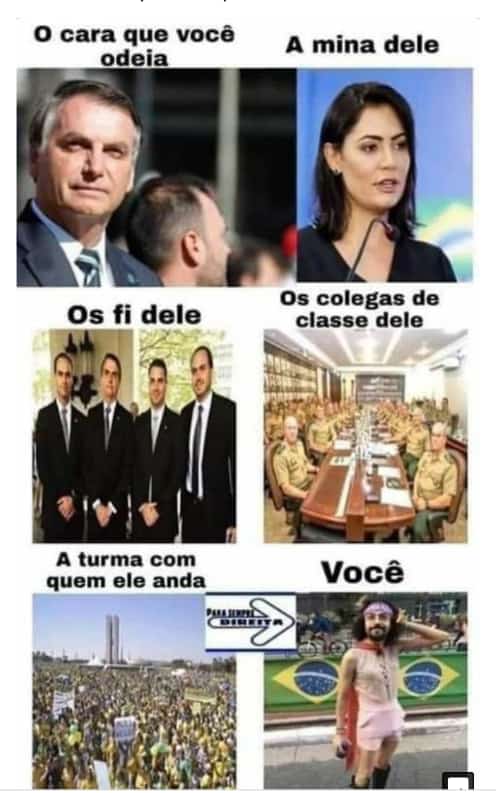 O cara que você
odeia
A mina dele
Os fi dele
Os colegas de
classe dele
A turma com
quem ele anda
PARA SEMPRE
DIREITA
Você